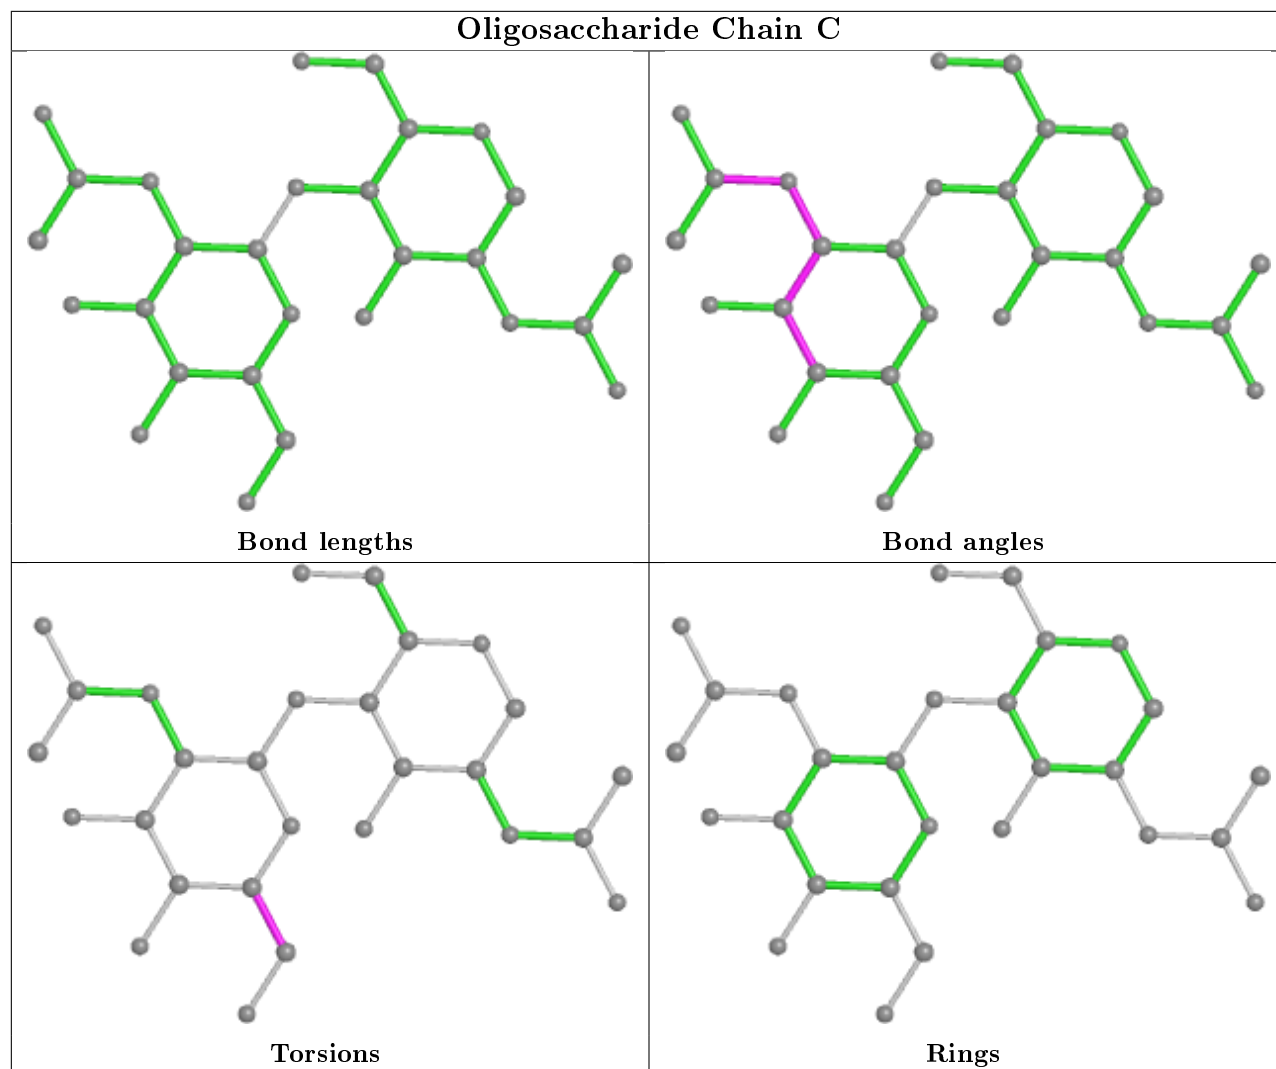 Oligosaccharide Chain C
Bond lengths
Bond angles
Torsions
Rings